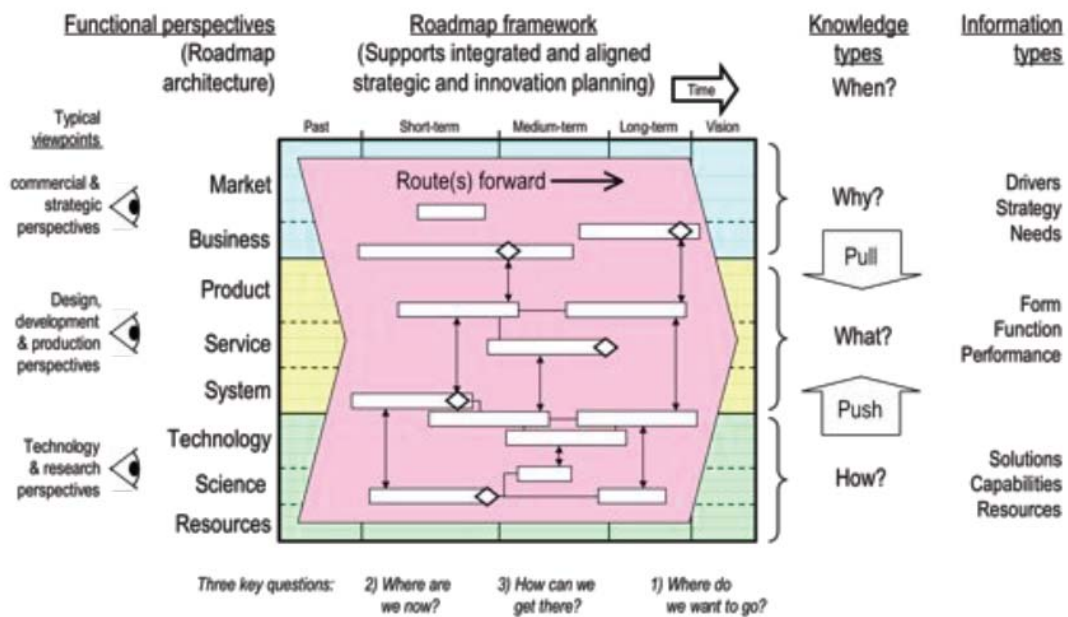 Functional perspectives
(Roadmap
architecture)
Roadmap framework
(Supports integrated and aligned
strategic and innovation planning)
Time
Knowledge
types
When?
Information
types
Typical
viewpoints
Past
Short-term
Medium-term
Long-term
Vision
commercial &
strategic
perspectives
Market
Business
Route(s) forward
Why?
Drivers
Strategy
Needs
Pull
Design,
development
& production
perspectives
Product
Service
System
What?
Form
Function
Performance
Push
Technology
& research
perspectives
Technology
Science
Resources
How?
Solutions
Capabilities
Resources
Three key questions:
2) Where are
we now?
3) How can we
get there?
1) Where do
we want to go?